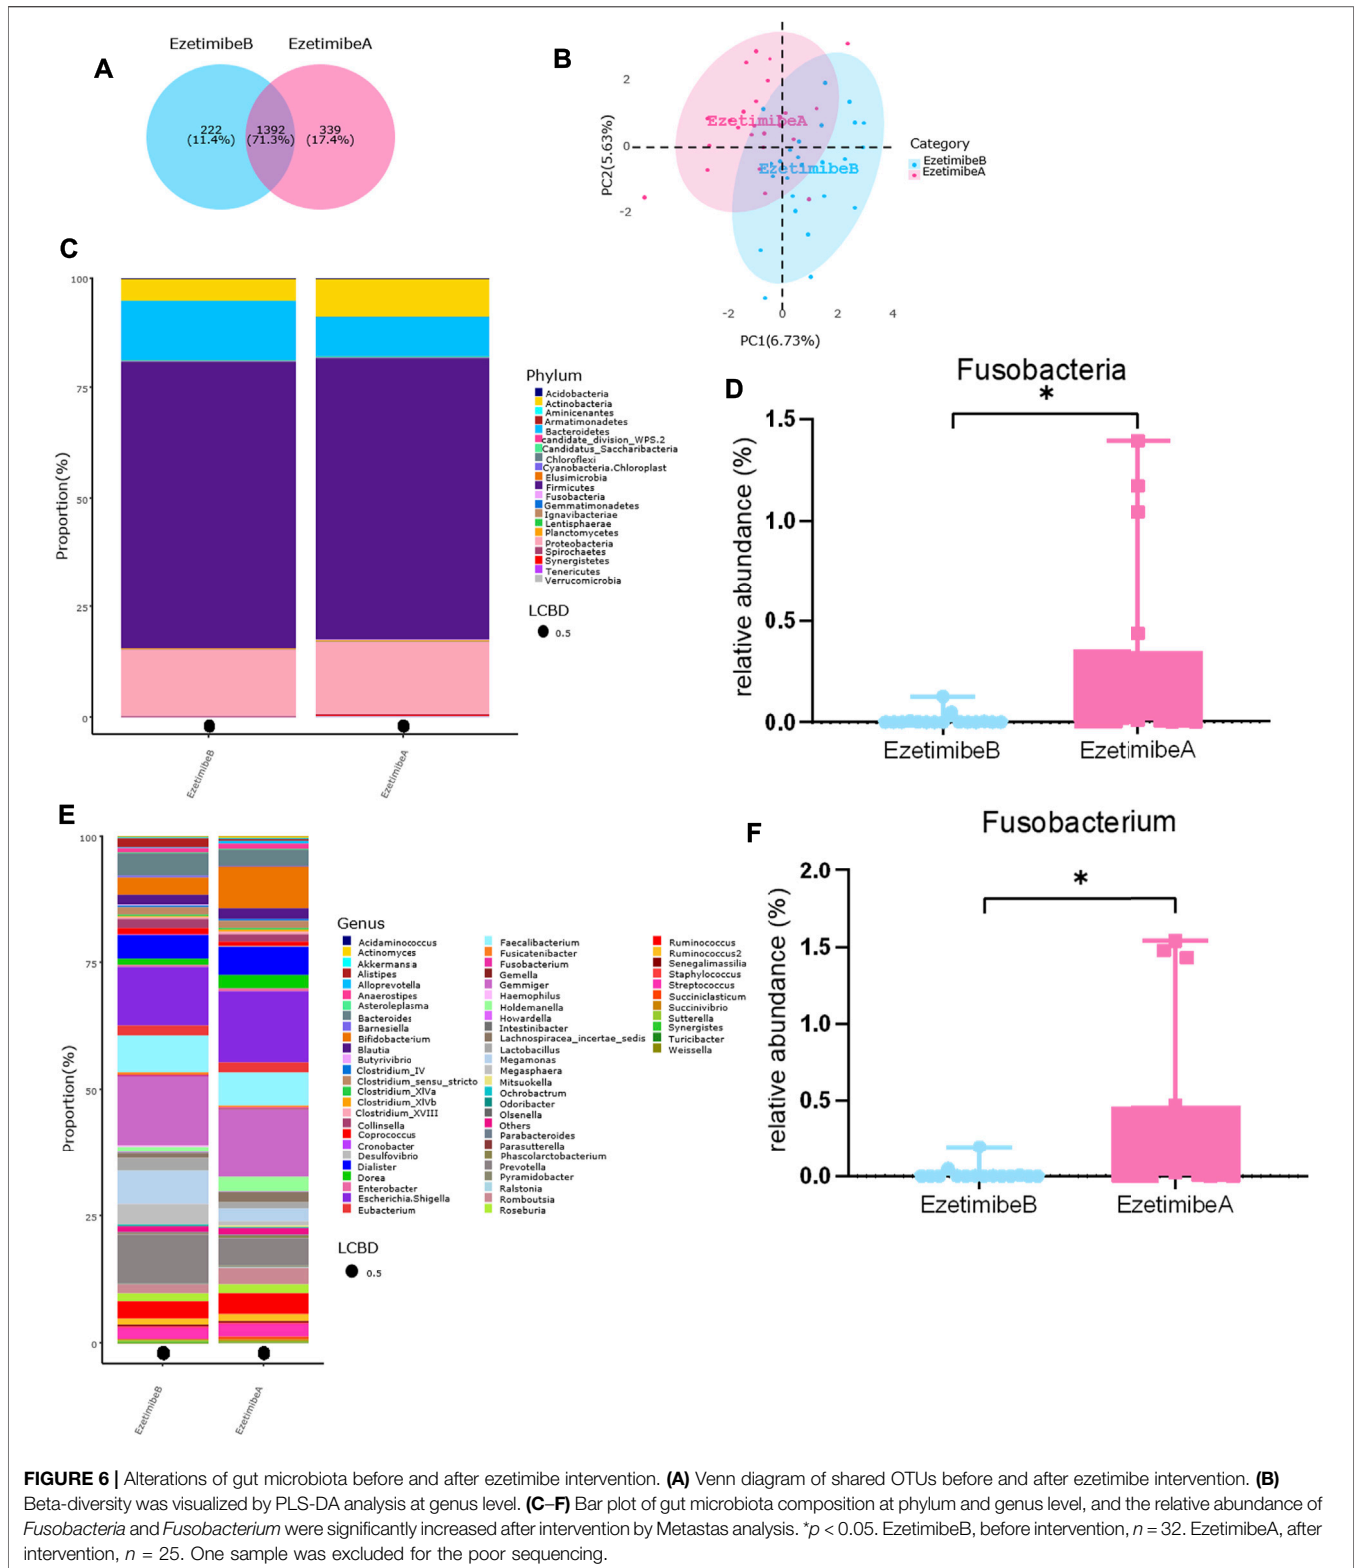 A
EzetimibeB EzetimibeA
222 1392 339
(11.4%) (71.3%) (17.4%)
B
PC2(5.63%)
2
0
-2
EzetimibeA
EzetimibeB
-2 0 2 4
PC1(6.73%)
Category
EzetimibeB
EzetimibeA
C
Proportion(%)
100
75
50
25
0
EzetimibeB
EzetimibeA
Phylum
Acidobacteria
Actinobacteria
Aminicenantes
Armatimonadetes
Bacteroidetes
candidate_division_WPS.2
Candidatus_Saccharibacteria
Chloroflexi
Cyanobacteria.Chloroplast
Elusimicrobia
Firmicutes
Fusobacteria
Gemmatimonadetes
Ignavibacteriae
Lentisphaerae
Planctomycetes
Proteobacteria
Spirochaetes
Synergistetes
Tenericutes
Verrucomicrobia
LCBD
0.5
D
Fusobacteria
*
relative abundance (%)
1.5
1.0
0.5
0.0
EzetimibeB EzetimibeA
E
Proportion(%)
100
75
50
25
0
EzetimibeB
EzetimibeA
Genus
Acidaminococcus
Actinomyces
Akkermansia
Alistipes
Alloprevotella
Anaerostipes
Asteroleplasma
Bacteroides
Barnesiella
Bifidobacterium
Blautia
Butyrivibrio
Clostridium_IV
Clostridium_sensu_stricto
Clostridium_XlVa
Clostridium_XlVb
Clostridium_XVIII
Collinsella
Coprococcus
Cronobacter
Desulfovibrio
Dialister
Dorea
Enterobacter
Escherichia.Shigella
Eubacterium
Faecalibacterium
Fusicatenibacter
Fusobacterium
Gemella
Gemmiger
Haemophilus
Holdemanella
Howardella
Intestinibacter
Lachnospiracea_incertae_sedis
Lactobacillus
Megamonas
Megasphaera
Mitsuokella
Ochrobactrum
Odoribacter
Olsenella
Others
Parabacteroides
Parasutterella
Phascolarctobacterium
Prevotella
Pyramidobacter
Ralstonia
Romboutsia
Roseburia
Ruminococcus
Ruminococcus2
Senegalimassilia
Staphylococcus
Streptococcus
Succiniclasticum
Succinivibrio
Sutterella
Synergistes
Turicibacter
Weissella
LCBD
0.5
F
Fusobacterium
*
relative abundance (%)
2.0
1.5
1.0
0.5
0.0
EzetimibeB EzetimibeA
FIGURE 6 | Alterations of gut microbiota before and after ezetimibe intervention. (A) Venn diagram of shared OTUs before and after ezetimibe intervention. (B)
Beta-diversity was visualized by PLS-DA analysis at genus level. (C–F) Bar plot of gut microbiota composition at phylum and genus level, and the relative abundance of
Fusobacteria and Fusobacterium were significantly increased after intervention by Metastas analysis. *p < 0.05. EzetimibeB, before intervention, n = 32. EzetimibeA, after
intervention, n = 25. One sample was excluded for the poor sequencing.